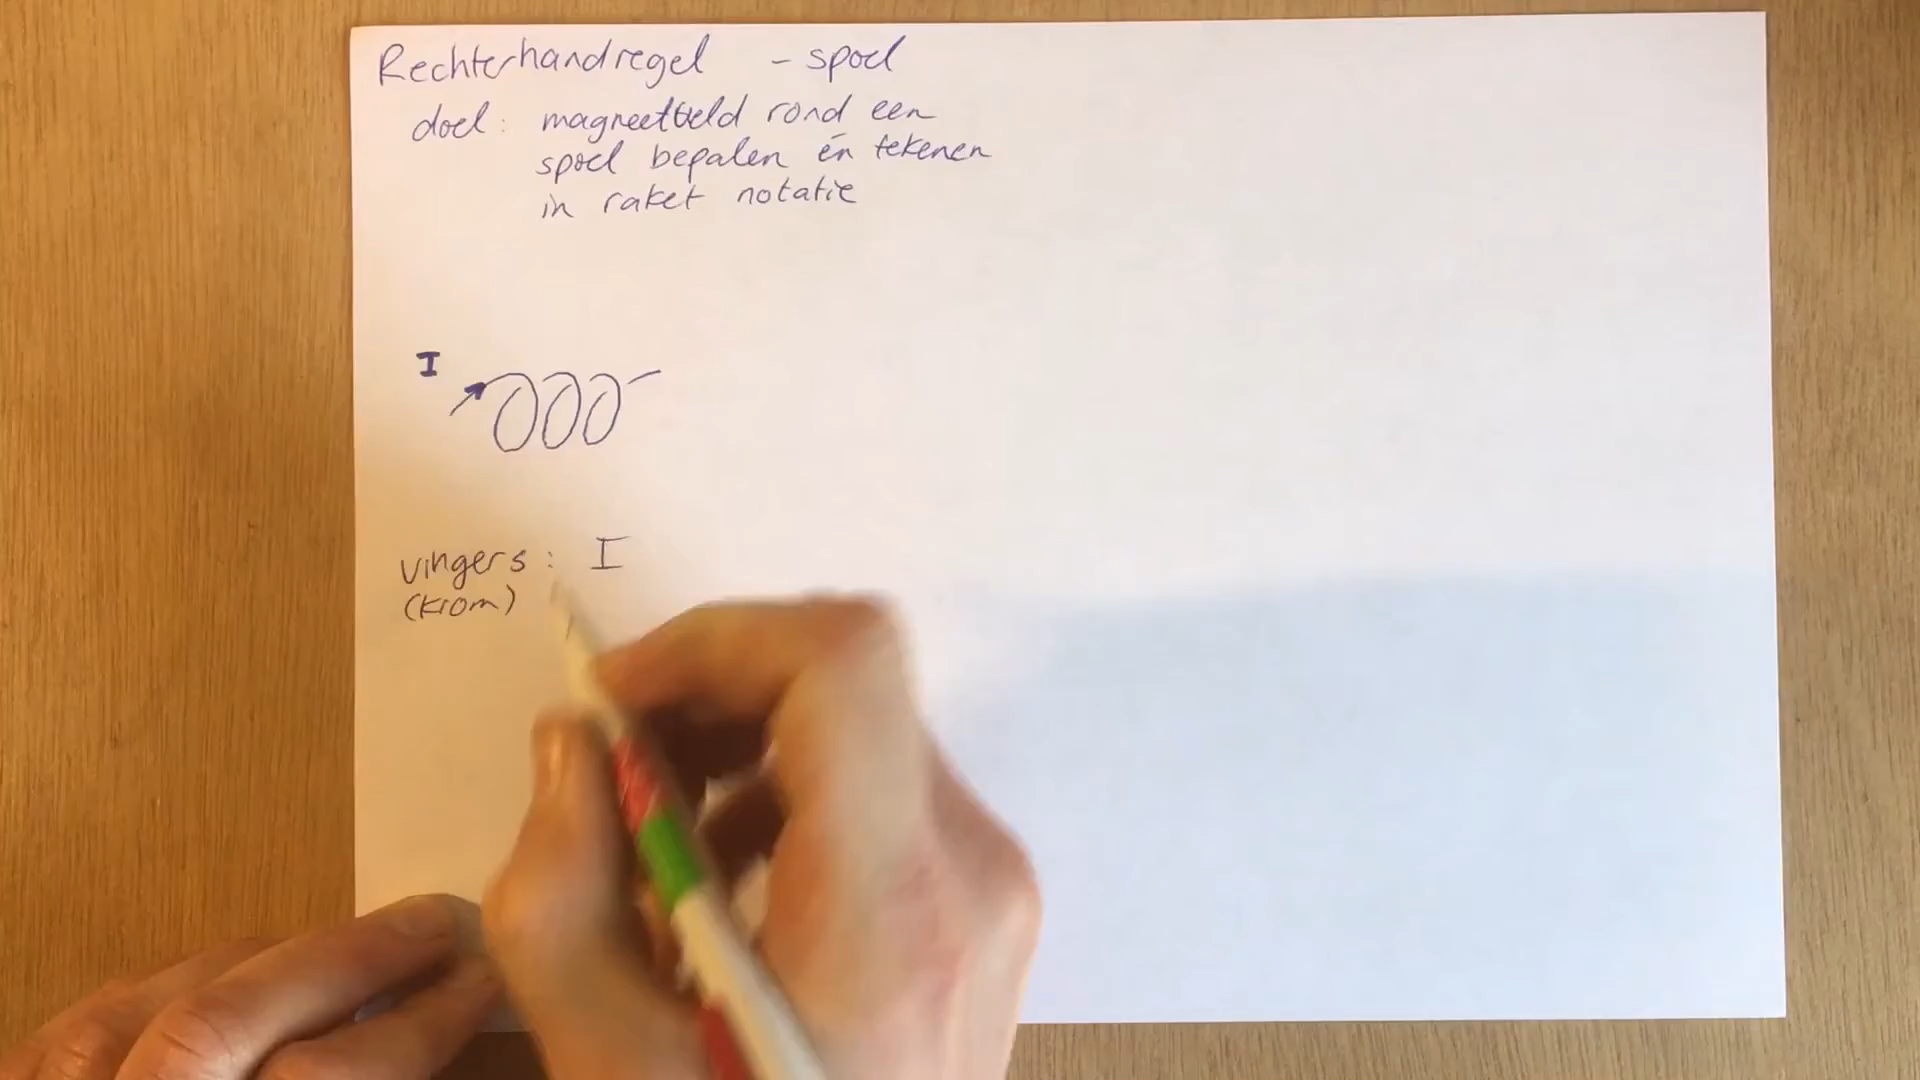 Rechterhandregel - spoel
doel: magneetveld rond een
spoel bepalen én tekenen
in raket notatie
I
vingers: I
(krom)